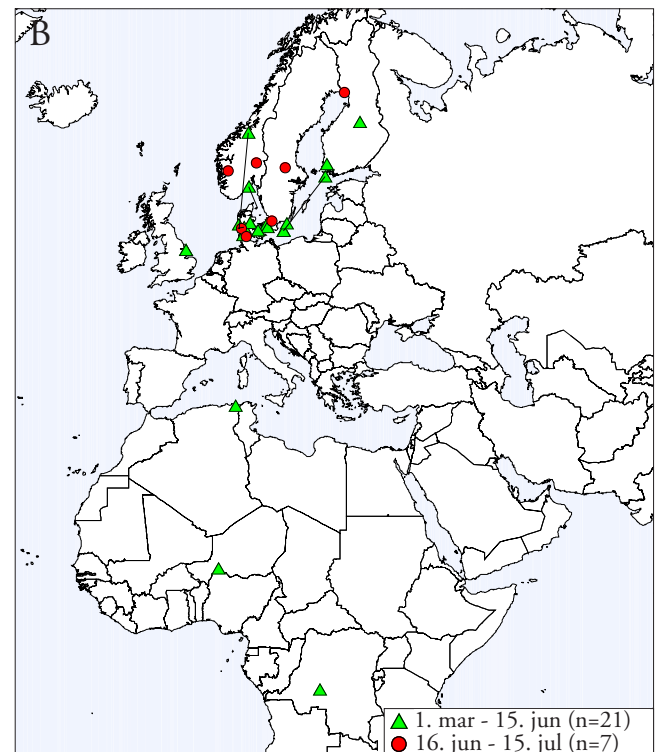 B
1. mar - 15. jun (n=21)
16. jun - 15. jul (n=7)